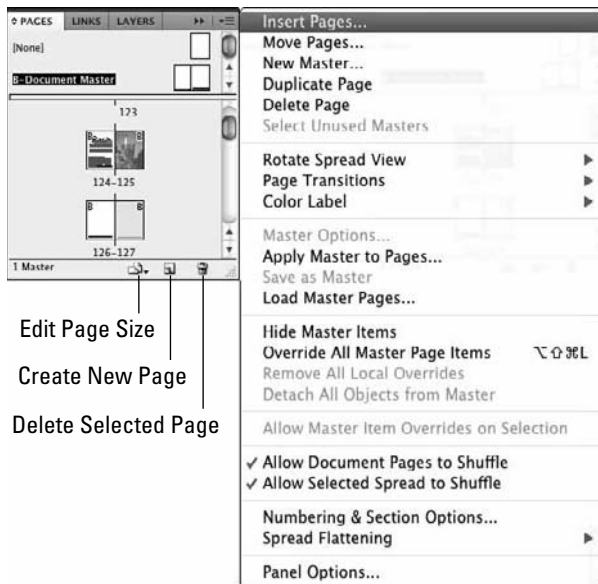 PAGES LINKS LAYERS
[None]
B-Document Master
123
B B
124–125
B B
126–127
1 Master
Edit Page Size
Create New Page
Delete Selected Page
Insert Pages...
Move Pages...
New Master...
Duplicate Page
Delete Page
Select Unused Masters
Rotate Spread View
Page Transitions
Color Label
Master Options...
Apply Master to Pages...
Save as Master
Load Master Pages...
Hide Master Items
Override All Master Page Items ⌥⇧⌘L
Remove All Local Overrides
Detach All Objects from Master
Allow Master Item Overrides on Selection
✓ Allow Document Pages to Shuffle
✓ Allow Selected Spread to Shuffle
Numbering & Section Options...
Spread Flattening
Panel Options...